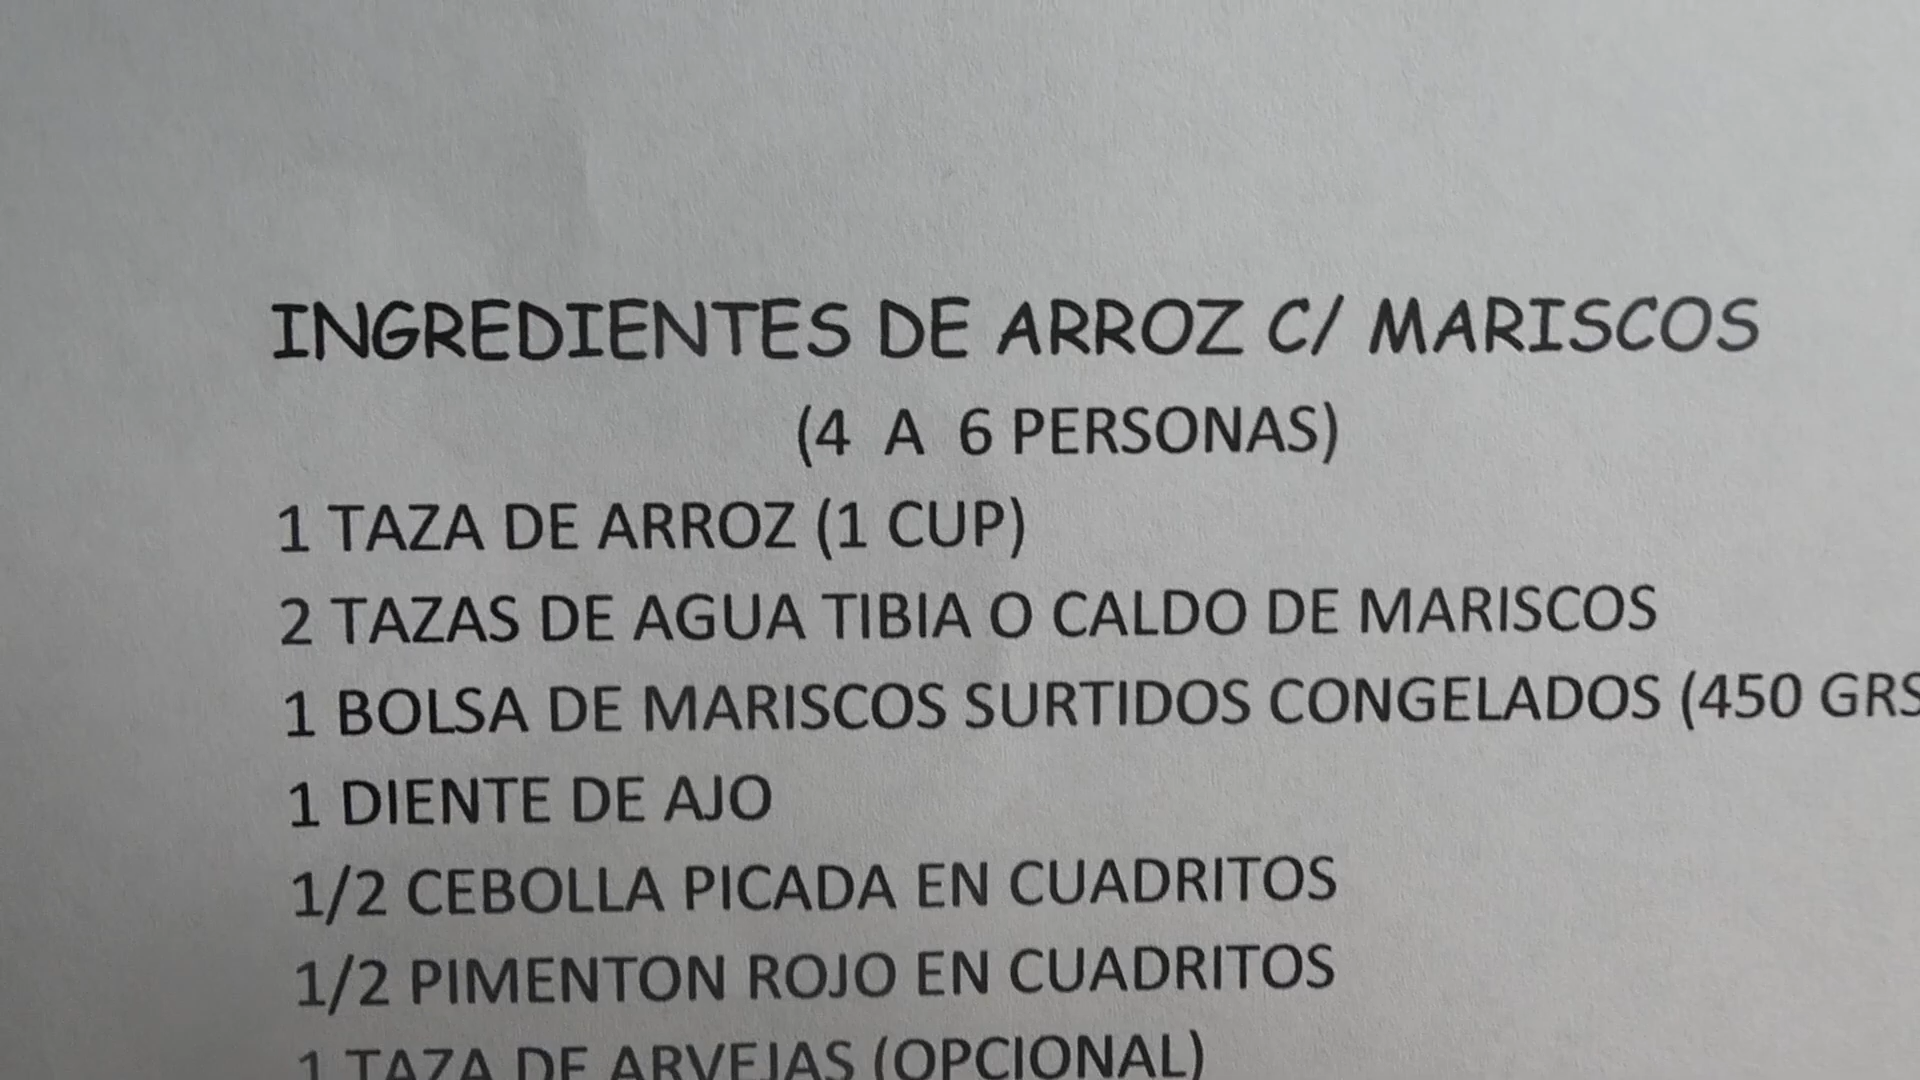 INGREDIENTES DE ARROZ C/ MARISCOS
(4 A 6 PERSONAS)
1 TAZA DE ARROZ (1 CUP)
2 TAZAS DE AGUA TIBIA O CALDO DE MARISCOS
1 BOLSA DE MARISCOS SURTIDOS CONGELADOS (450 GRS
1 DIENTE DE AJO
1/2 CEBOLLA PICADA EN CUADRITOS
1/2 PIMENTON ROJO EN CUADRITOS
1 TAZA DE ARVEJAS (OPCIONAL)